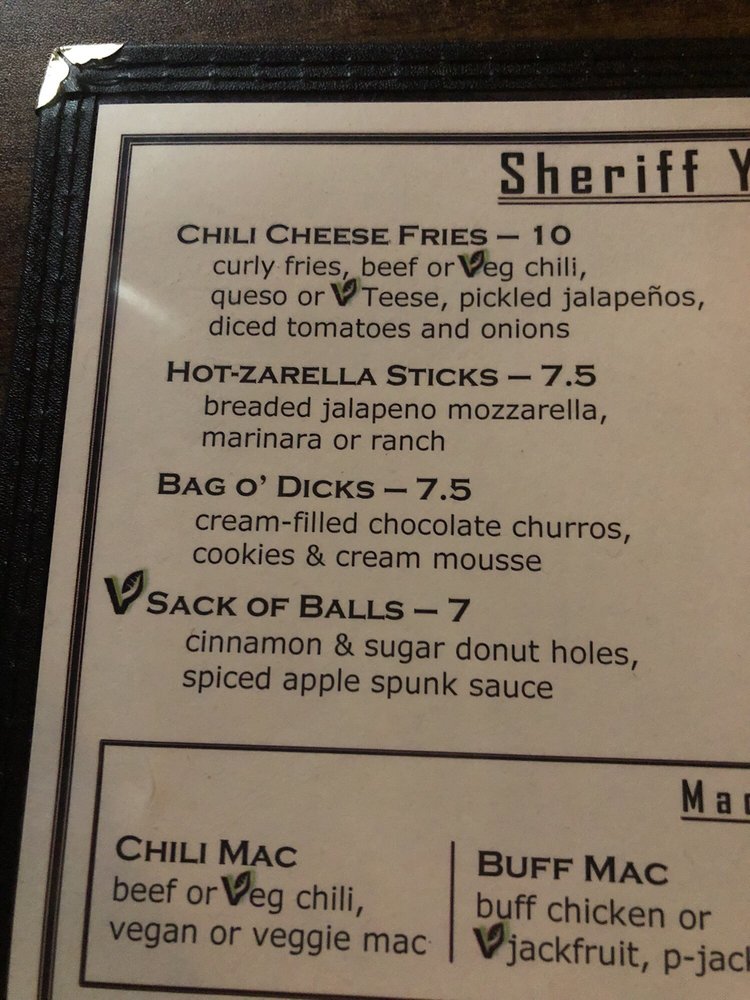 Sheriff Y
CHILI CHEESE FRIES – 10
curly fries, beef or Veg chili,
queso or V Teese, pickled jalapeños,
diced tomatoes and onions
HOT-ZARELLA STICKS – 7.5
breaded jalapeno mozzarella,
marinara or ranch
BAG O' DICKS – 7.5
cream-filled chocolate churros,
cookies & cream mousse
V SACK OF BALLS – 7
cinnamon & sugar donut holes,
spiced apple spunk sauce
Mac
CHILI MAC
beef or Veg chili,
vegan or veggie mac
BUFF MAC
buff chicken or
V jackfruit, p-jack